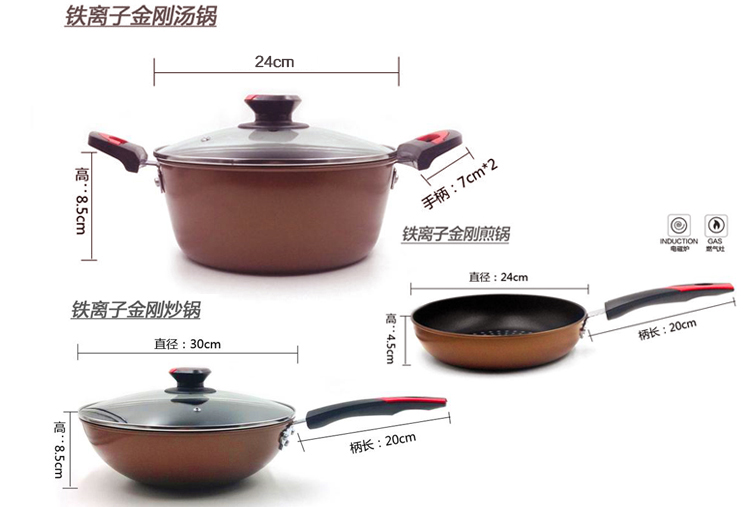 铁离子金刚汤锅
24cm
高：8.5cm
手柄：7cm*2
铁离子金刚煎锅
INDUCTION
电磁炉
GAS
燃气灶
直径：24cm
高：4.5cm
柄长：20cm
铁离子金刚炒锅
直径：30cm
高：8.5cm
柄长：20cm